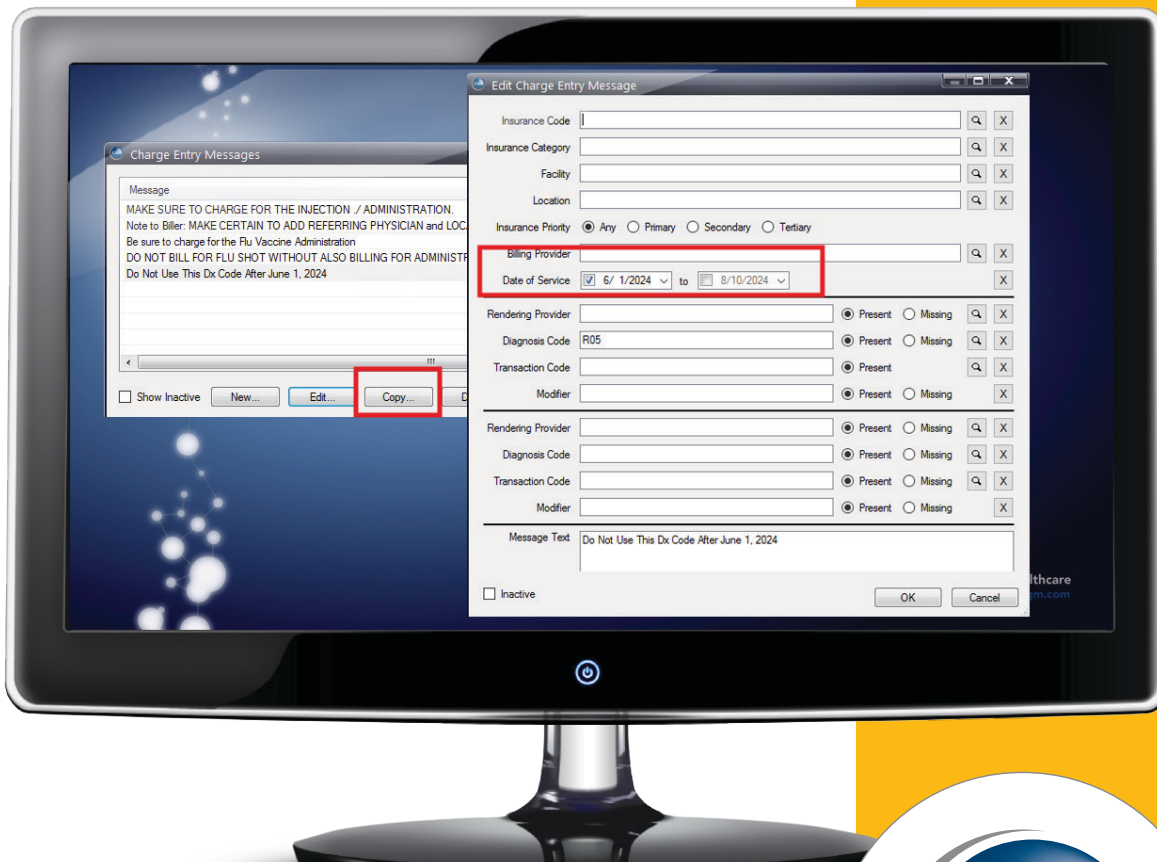 Charge Entry Messages
Message
MAKE SURE TO CHARGE FOR THE INJECTION ./ ADMINISTRATION.
Note to Biller: MAKE CERTAIN TO ADD REFERRING PHYSICIAN and LOC
Be sure to charge for the Flu Vaccine Administration
DO NOT BILL FOR FLU SHOT WITHOUT ALSO BILLING FOR ADMINIST
Do Not Use This Dx Code After June 1, 2024
Show Inactive New... Edit... Copy... D
Edit Charge Entry Message
Insurance Code X
Insurance Category X
Facility X
Location X
Insurance Priority Any Primary Secondary Tertiary
Billing Provider X
Date of Service 6/ 1/2024 to 8/10/2024 X
Rendering Provider Present Missing X
Diagnosis Code R05 Present Missing X
Transaction Code Present X
Modifier Present Missing X
Rendering Provider Present Missing X
Diagnosis Code Present Missing X
Transaction Code Present Missing X
Modifier Present Missing X
Message Text Do Not Use This Dx Code After June 1, 2024
Inactive OK Cancel
lthcare
gm.com